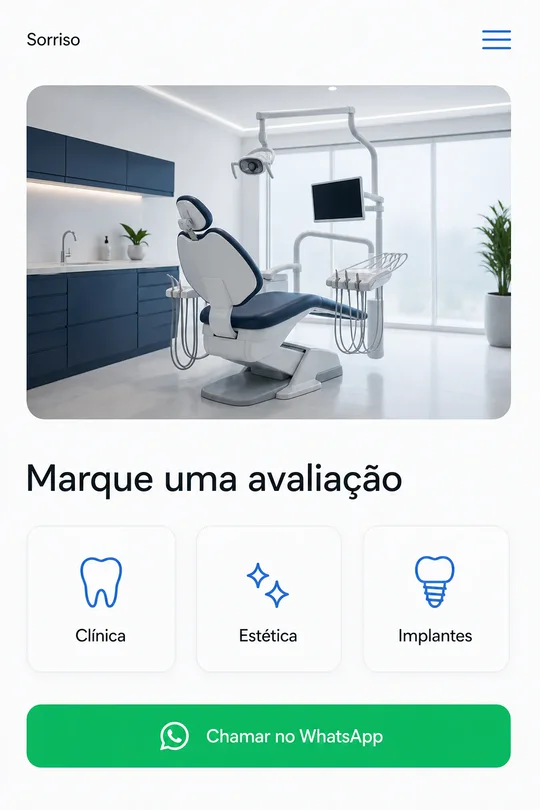 Sorriso
Marque uma avaliação
Clínica
Estética
Implantes
Chamar no WhatsApp